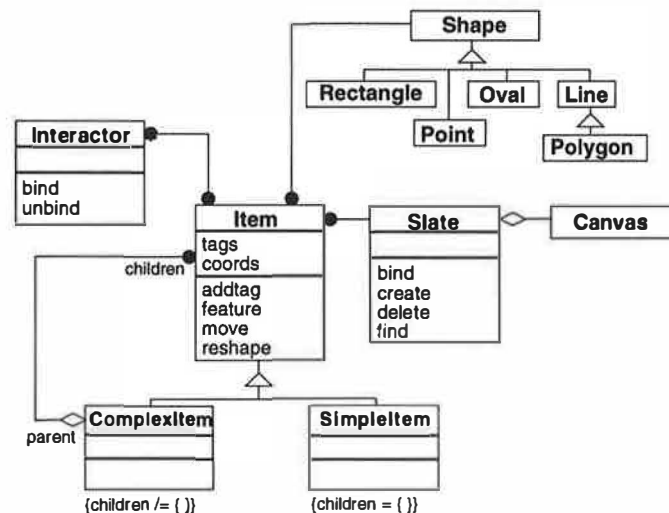 Shape
Rectangle
Oval
Line
Point
Polygon
Interactor
bind
unbind
Item
tags
coords
addtag
feature
move
reshape
Slate
bind
create
delete
find
Canvas
children
parent
ComplexItem
SimpleItem
{children /= { }}
{children = { }}